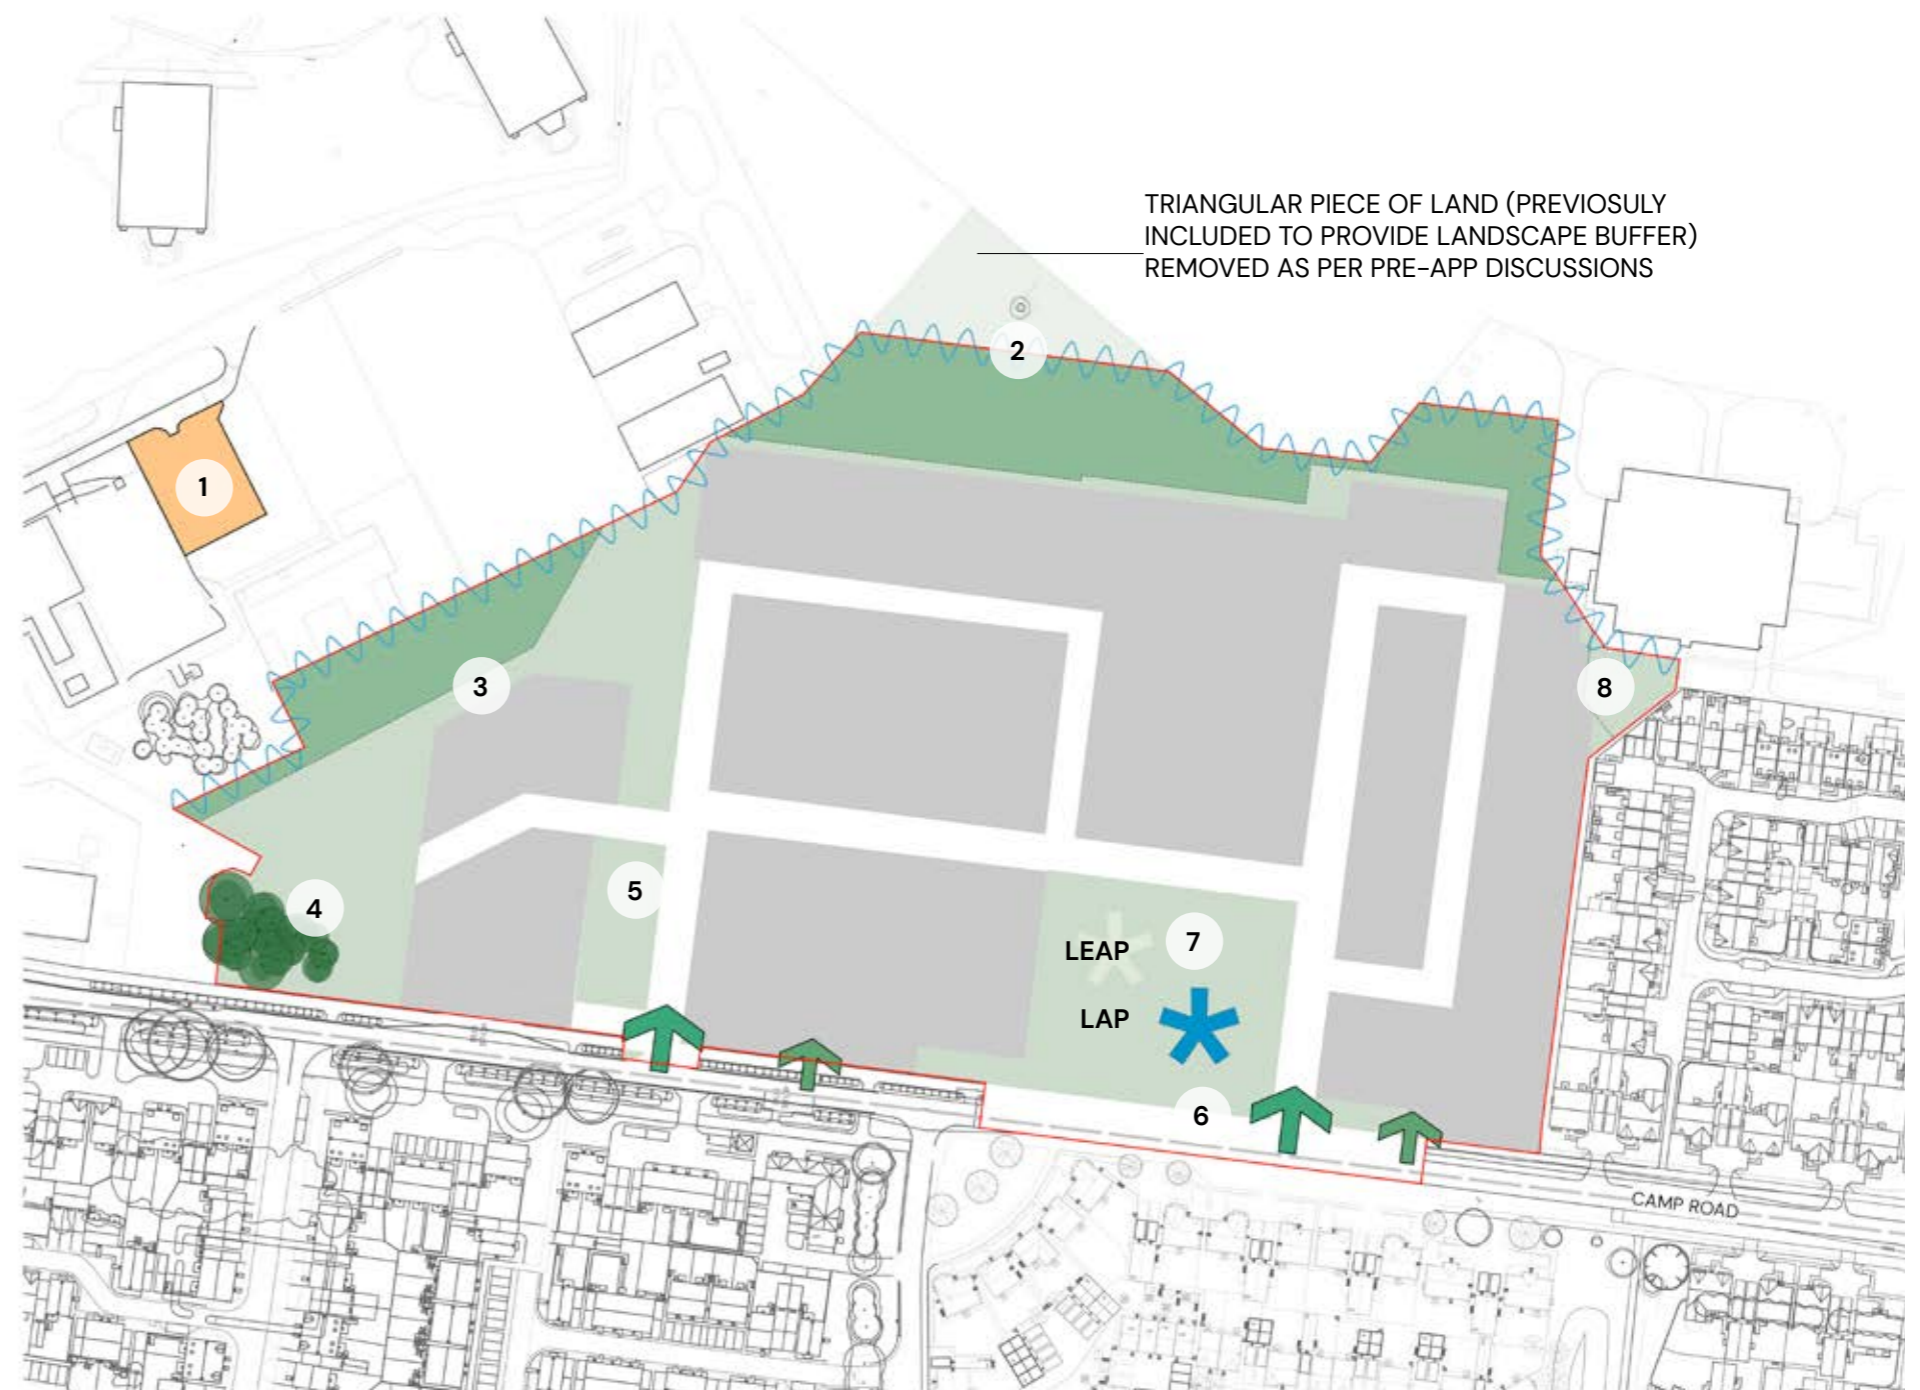 TRIANGULAR PIECE OF LAND (PREVIOSULY
INCLUDED TO PROVIDE LANDSCAPE BUFFER)
REMOVED AS PER PRE-APP DISCUSSIONS
2
1
3
8
5
4
7
LEAP
LAP
6
CAMP ROAD